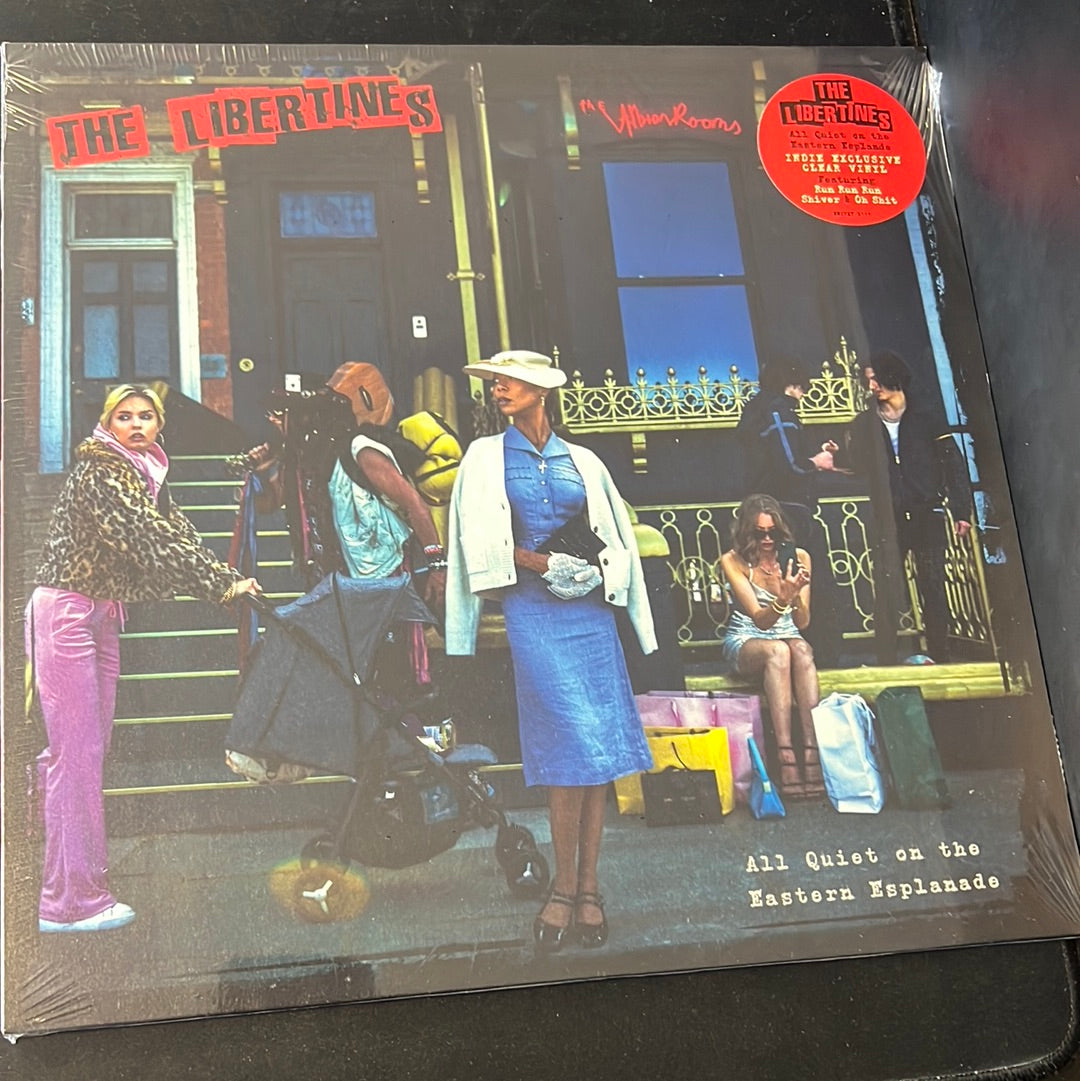 THE LIBERTINES
the Albion Rooms
THE
LIBERTINES
All Quiet on the
Eastern Esplanade
INDIE EXCLUSIVE
CLEAR VINYL
Featuring
Run Run Run
Shiver & Oh Shit
All Quiet on the
Eastern Esplanade